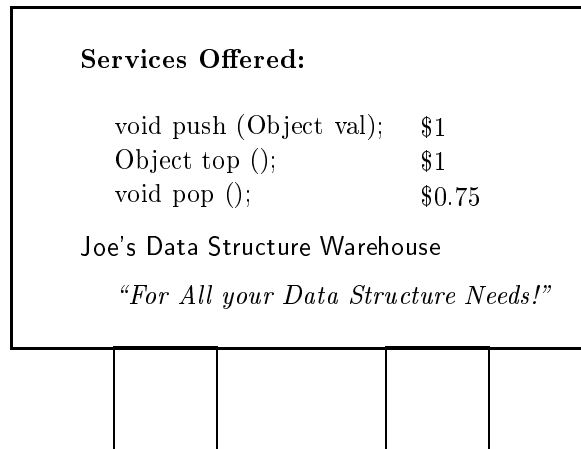 Services Offered:
void push (Object val); $1
Object top (); $1
void pop (); $0.75
Joe's Data Structure Warehouse
“For All your Data Structure Needs!”